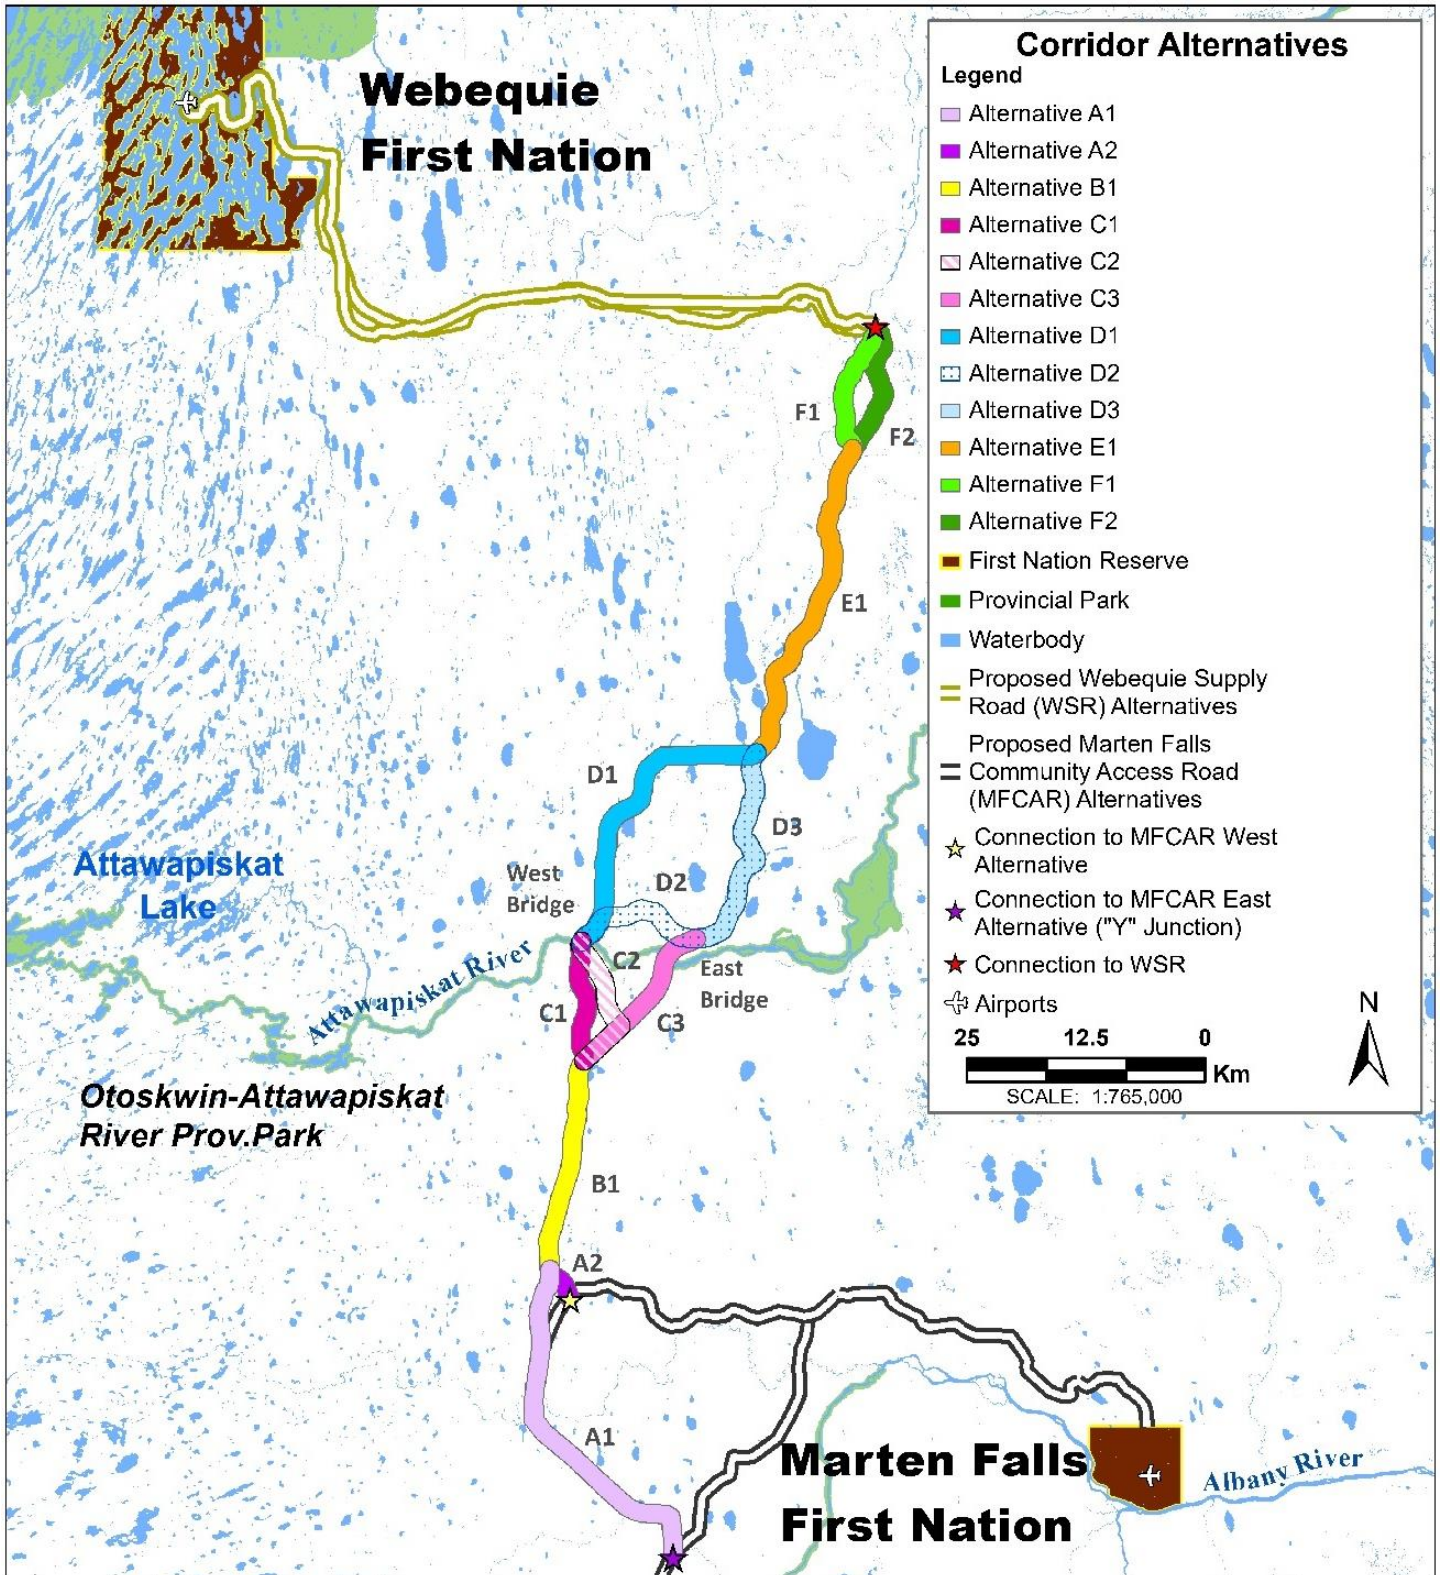 Webequie
First Nation
Corridor Alternatives
Legend
Alternative A1
Alternative A2
Alternative B1
Alternative C1
Alternative C2
Alternative C3
Alternative D1
Alternative D2
Alternative D3
Alternative E1
Alternative F1
Alternative F2
First Nation Reserve
Provincial Park
Waterbody
Proposed Webequie Supply
Road (WSR) Alternatives
Proposed Marten Falls
Community Access Road
(MFCAR) Alternatives
Connection to MFCAR West
Alternative
Connection to MFCAR East
Alternative ("Y" Junction)
Connection to WSR
Airports
N
25 12.5 0
Km
SCALE: 1:765,000
F1
F2
E1
D1
D3
D2
West
Bridge
Attawapiskat
Lake
Attawapiskat River
C2
East
Bridge
C1
C3
Otoskwin-Attawapiskat
River Prov.Park
B1
A2
A1
Marten Falls
First Nation
Albany River